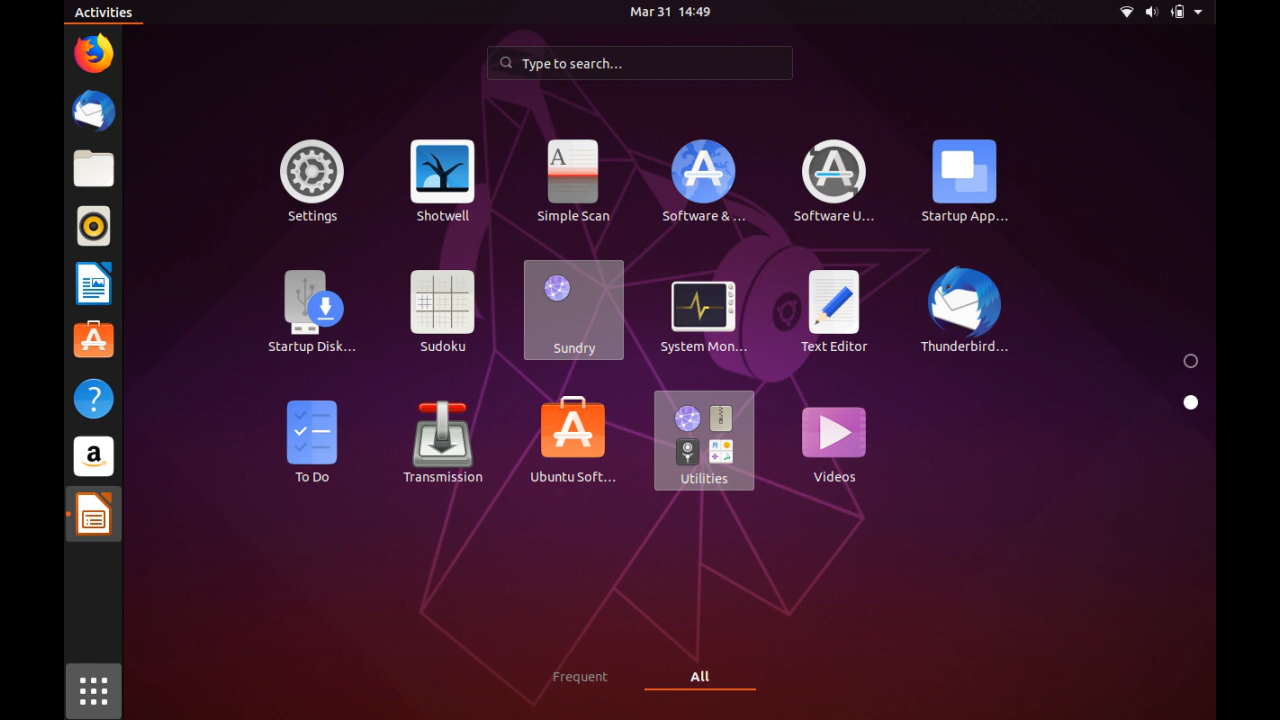 Activities
Mar 31 14:49
Type to search...
Settings
Shotwell
Simple Scan
Software & ...
Software U...
Startup App...
Startup Disk...
Sudoku
Sundry
System Mon...
Text Editor
Thunderbird...
To Do
Transmission
Ubuntu Soft...
Utilities
Videos
Frequent
All